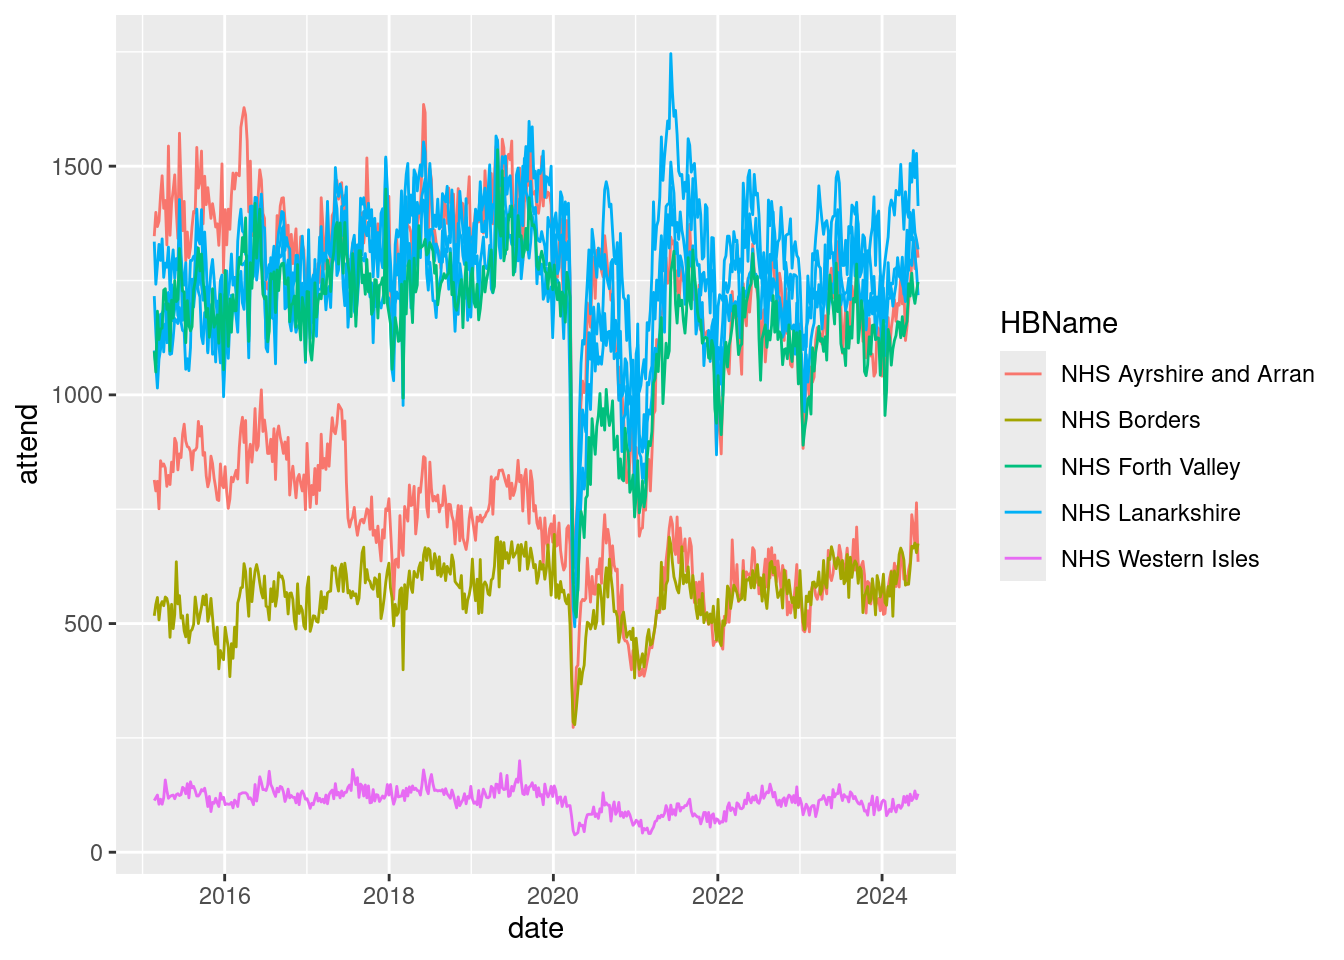 1500
1000
500
0
attend
2016 2018 2020 2022 2024
date
HBName
NHS Ayrshire and Arran
NHS Borders
NHS Forth Valley
NHS Lanarkshire
NHS Western Isles